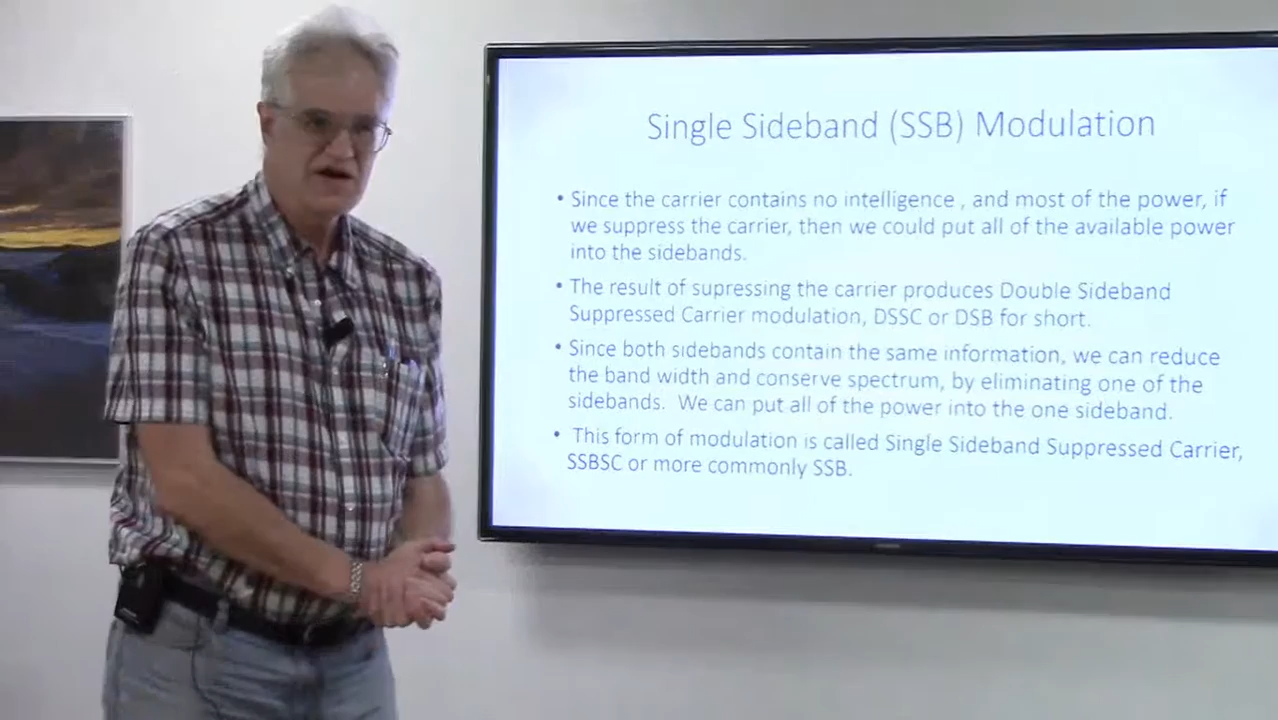 Single Sideband (SSB) Modulation
• Since the carrier contains no intelligence , and most of the power, if
we suppress the carrier, then we could put all of the available power
into the sidebands.
• The result of supressing the carrier produces Double Sideband
Suppressed Carrier modulation, DSSC or DSB for short.
• Since both sidebands contain the same information, we can reduce
the band width and conserve spectrum, by eliminating one of the
sidebands. We can put all of the power into the one sideband.
• This form of modulation is called Single Sideband Suppressed Carrier,
SSBSC or more commonly SSB.